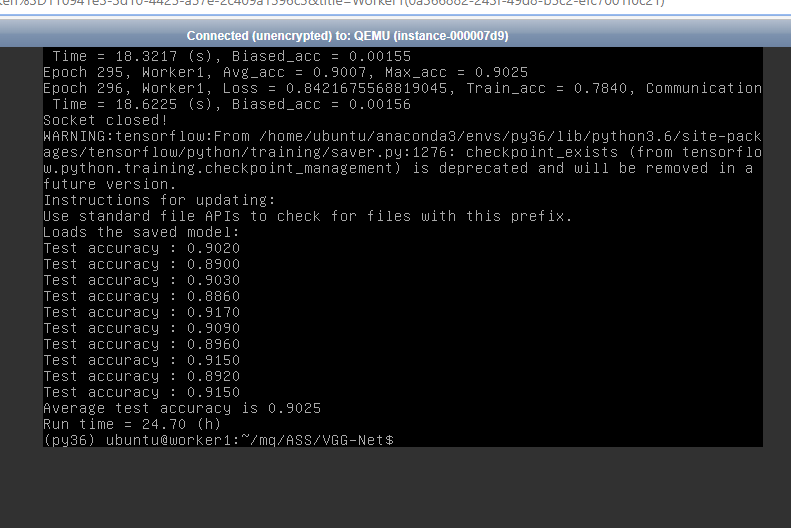 Connected (unencrypted) to: QEMU (instance-000007d9)
Time = 18.3217 (s), Biased_acc = 0.00155
Epoch 295, Worker1, Avg_acc = 0.9007, Max_acc = 0.9025
Epoch 296, Worker1, Loss = 0.8421675568819045, Train_acc = 0.7840, Communication
Time = 18.6225 (s), Biased_acc = 0.00156
Socket closed!
WARNING:tensorflow:From /home/ubuntu/anaconda3/envs/py36/lib/python3.6/site-pack
ages/tensorflow/python/training/saver.py:1276: checkpoint_exists (from tensorflo
w.python.training.checkpoint_management) is deprecated and will be removed in a
future version.
Instructions for updating:
Use standard file APIs to check for files with this prefix.
Loads the saved model:
Test accuracy : 0.9020
Test accuracy : 0.8900
Test accuracy : 0.9030
Test accuracy : 0.8860
Test accuracy : 0.9170
Test accuracy : 0.9090
Test accuracy : 0.8960
Test accuracy : 0.9150
Test accuracy : 0.8920
Test accuracy : 0.9150
Average test accuracy is 0.9025
Run time = 24.70 (h)
(py36) ubuntu@worker1:~/mq/ASS/VGG-Net$